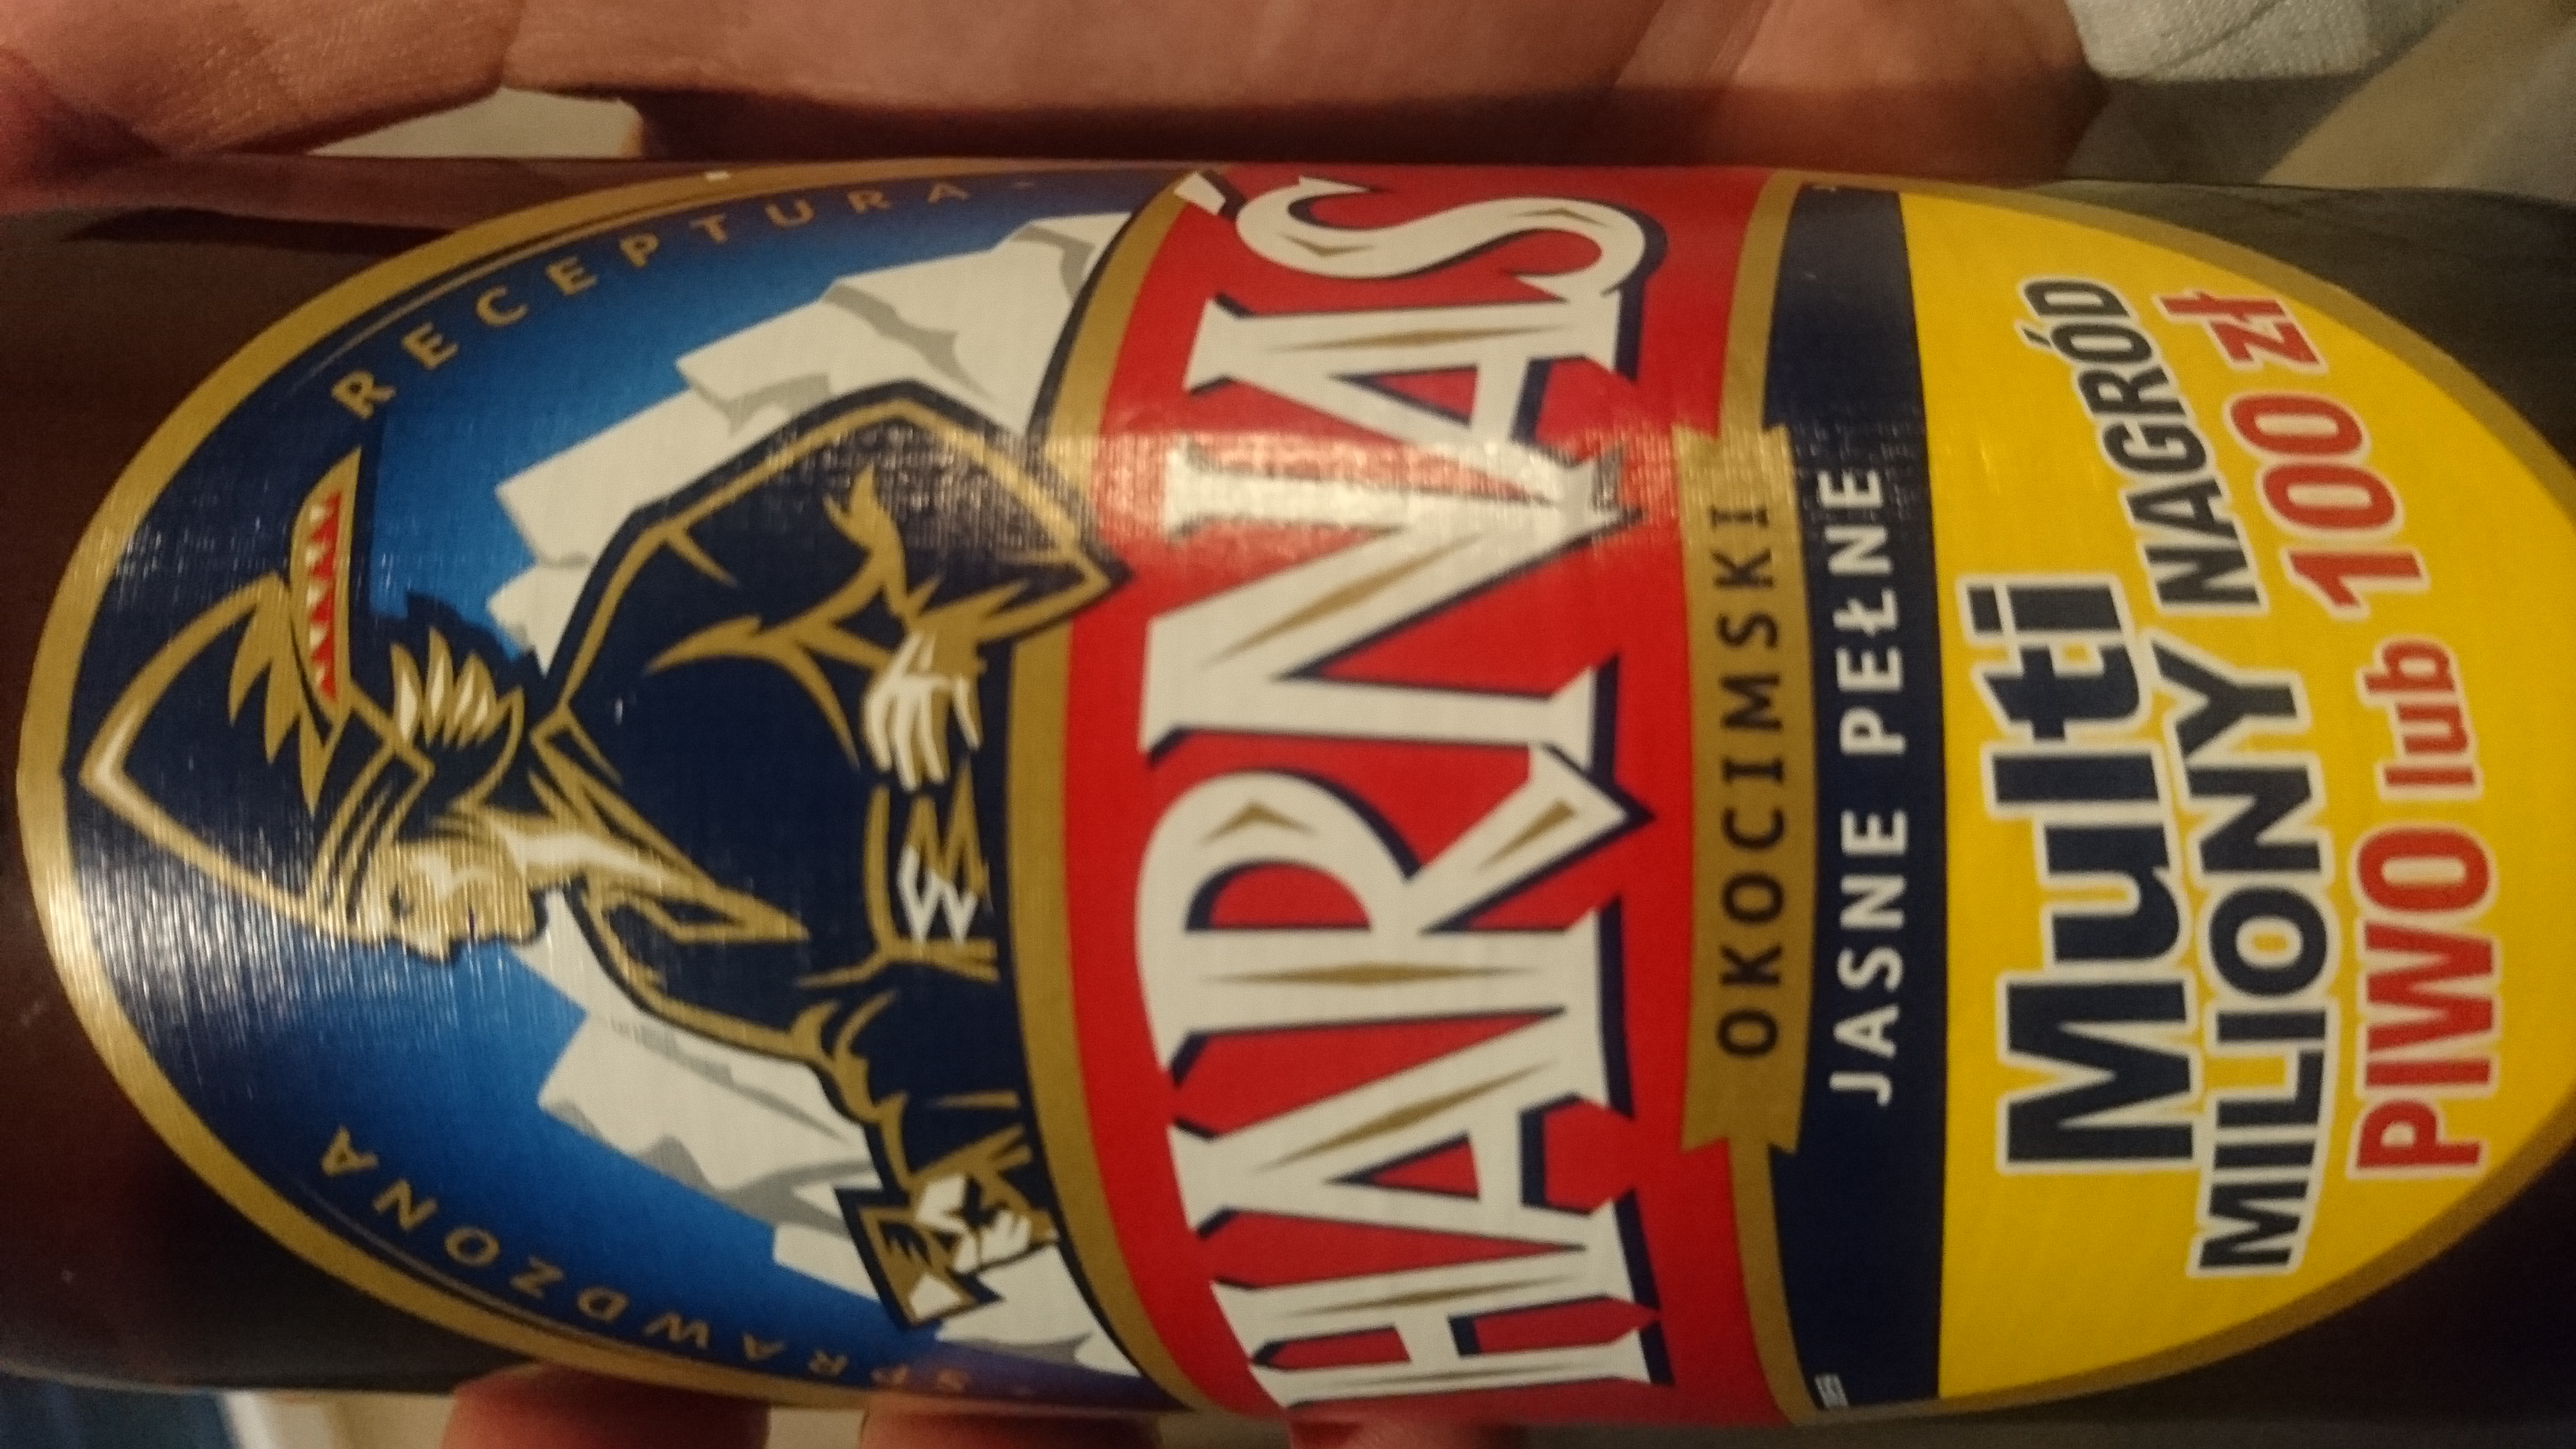 SPRAWDZONA RECEPTURA
HARNAŚ
OKOCIMSKI
JASNE PEŁNE
Multi
MILIONY NAGRÓD
PIWO lub 100 zł